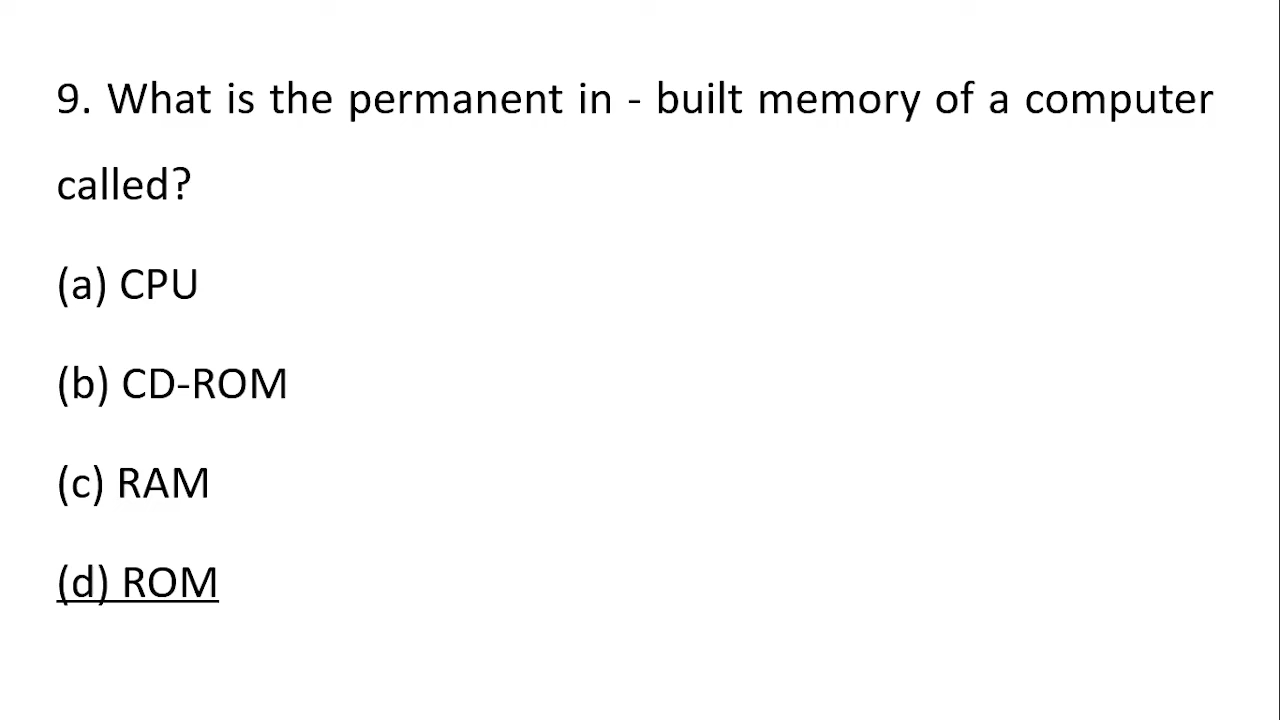 9. What is the permanent in - built memory of a computer
called?
(a) CPU
(b) CD-ROM
(c) RAM
(d) ROM